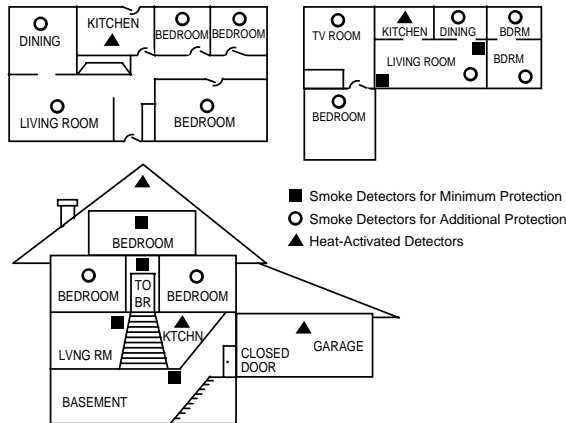 DINING
KITCHEN
BEDROOM
BEDROOM
LIVING ROOM
BEDROOM
TV ROOM
KITCHEN
DINING
BDRM
LIVING ROOM
BDRM
BEDROOM
Smoke Detectors for Minimum Protection
Smoke Detectors for Additional Protection
Heat-Activated Detectors
BEDROOM
BEDROOM
TO
BR
BEDROOM
LVNG RM
KTCHN
CLOSED
DOOR
GARAGE
BASEMENT